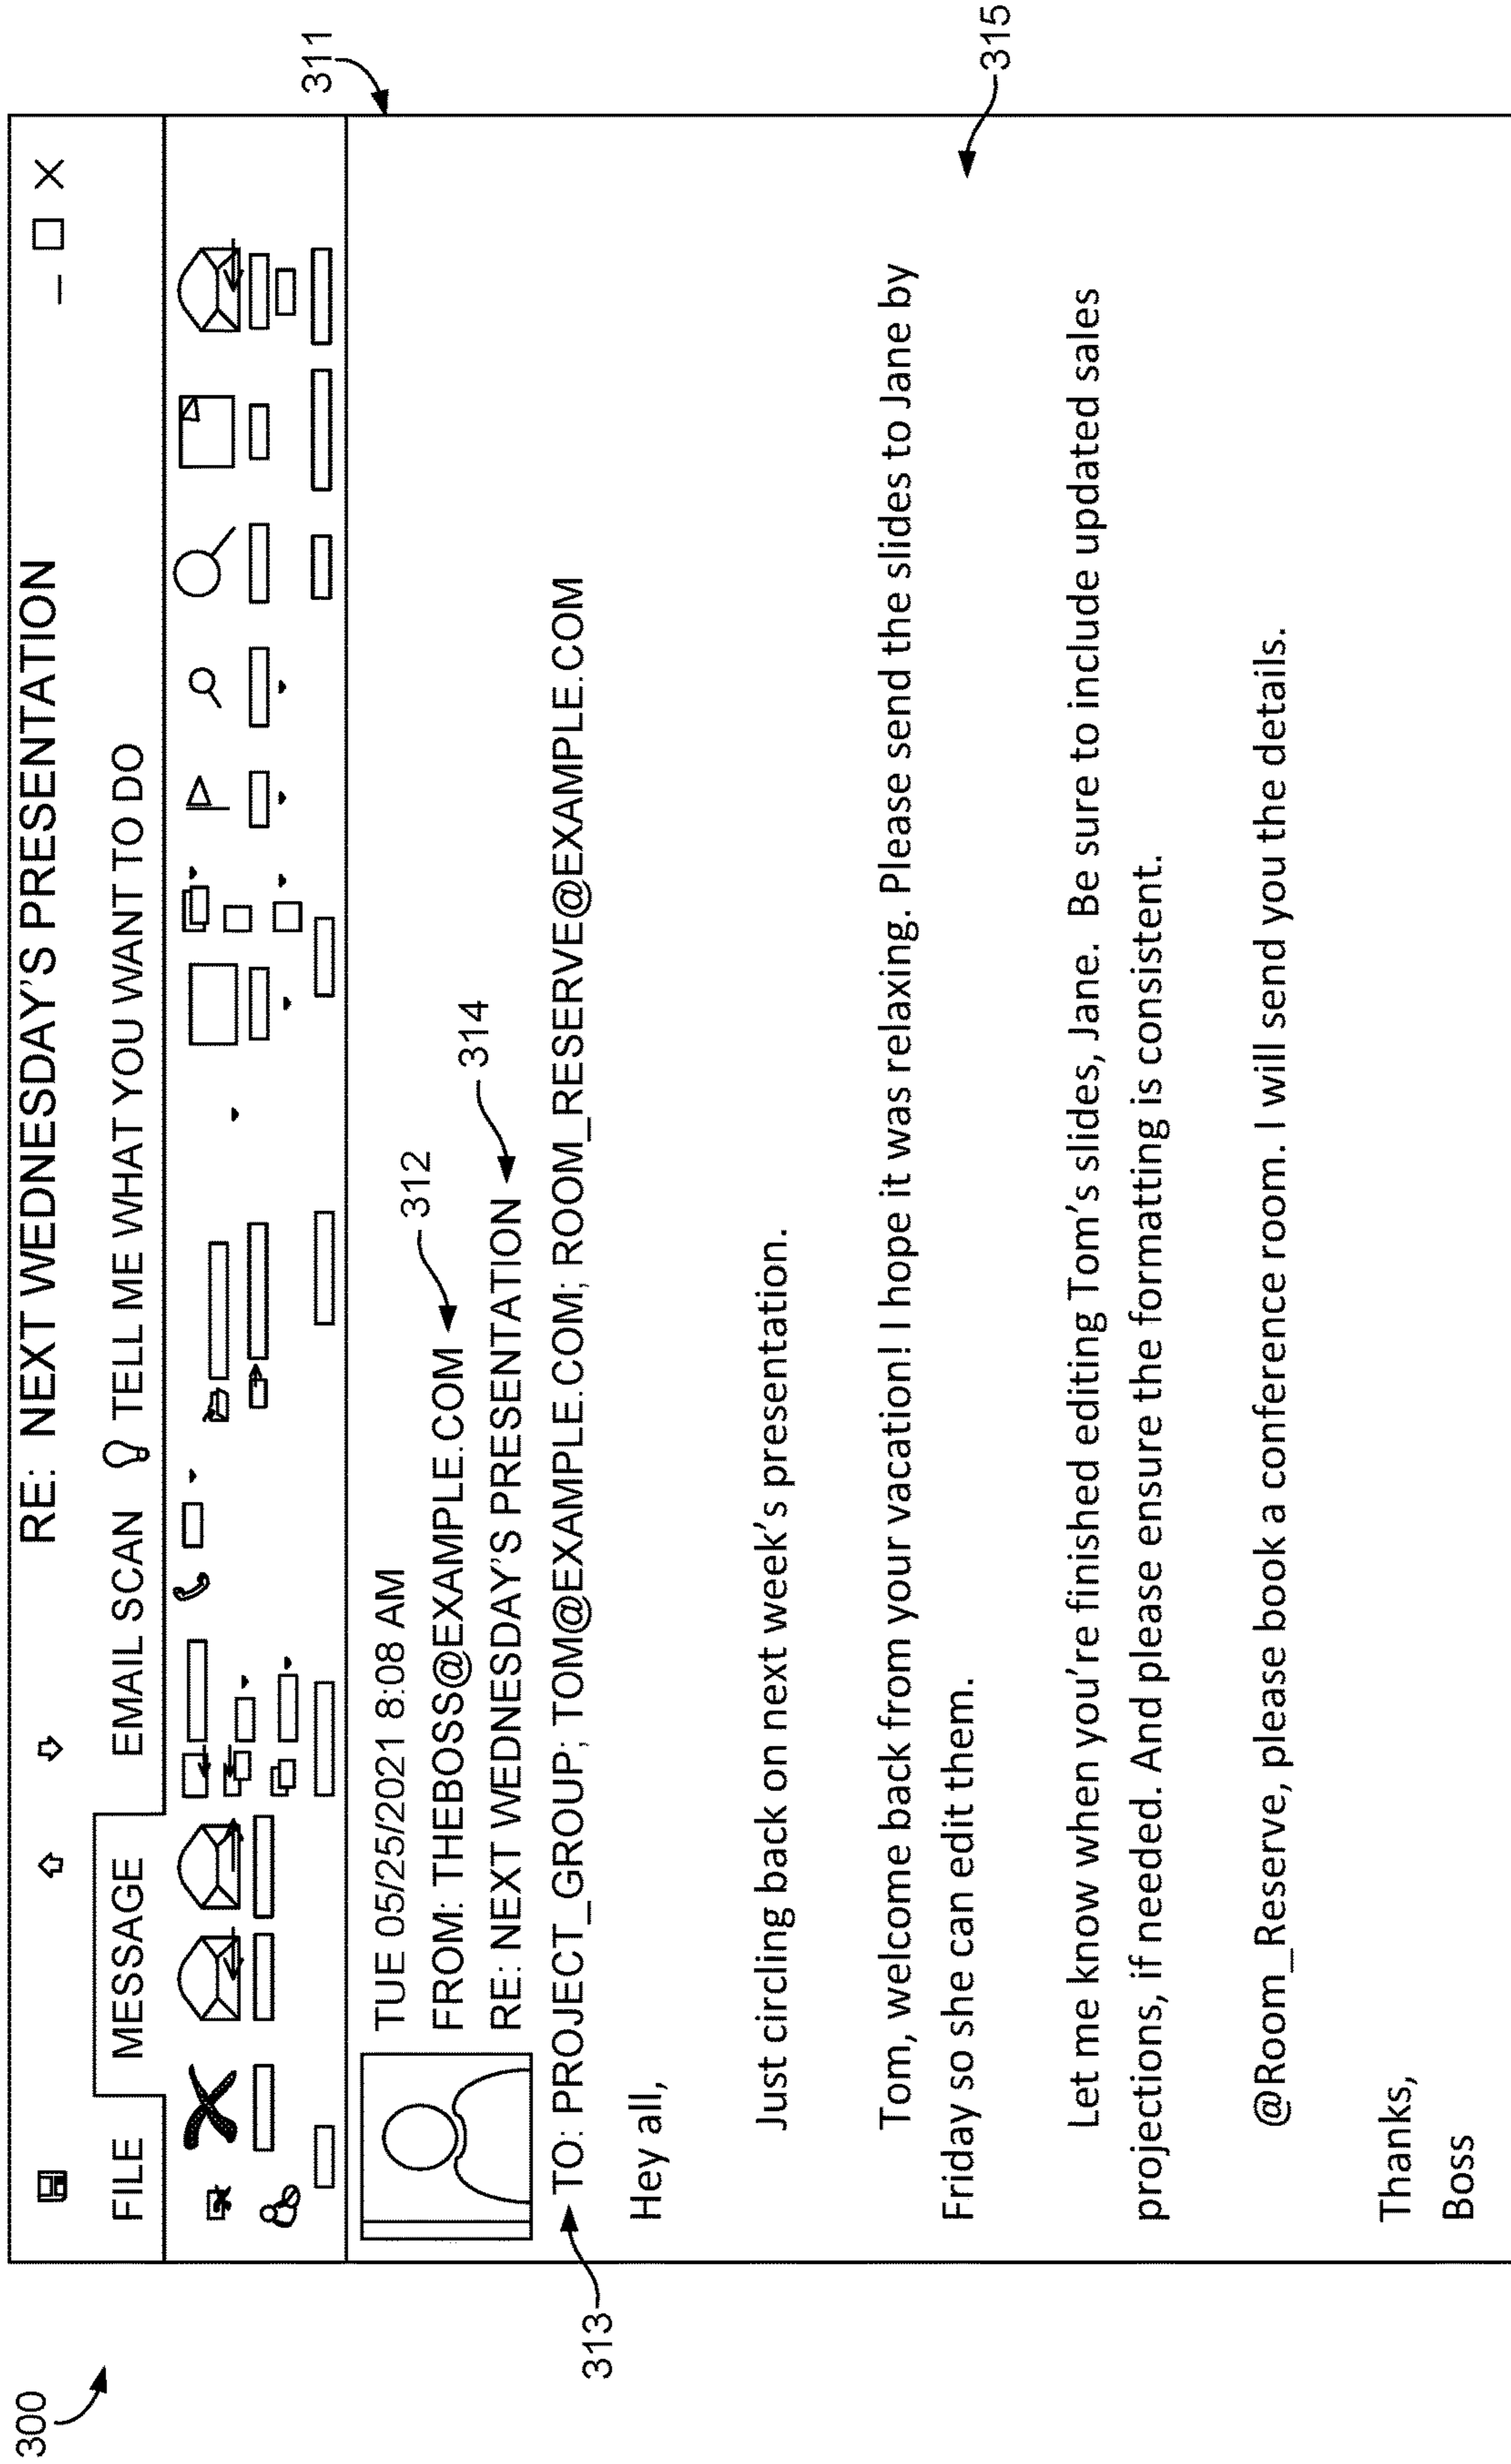 300
311
RE: NEXT WEDNESDAY'S PRESENTATION
FILE MESSAGE EMAIL SCAN TELL ME WHAT YOU WANT TO DO
TUE 05/25/2021 8:08 AM
FROM: THEBOSS@EXAMPLE.COM 312
RE: NEXT WEDNESDAY'S PRESENTATION 314
313 TO: PROJECT_GROUP; TOM@EXAMPLE.COM; ROOM_RESERVE@EXAMPLE.COM
Hey all,
Just circling back on next week's presentation.
Tom, welcome back from your vacation! I hope it was relaxing. Please send the slides to Jane by
Friday so she can edit them.
315
Let me know when you're finished editing Tom's slides, Jane. Be sure to include updated sales
projections, if needed. And please ensure the formatting is consistent.
@Room_Reserve, please book a conference room. I will send you the details.
Thanks,
Boss